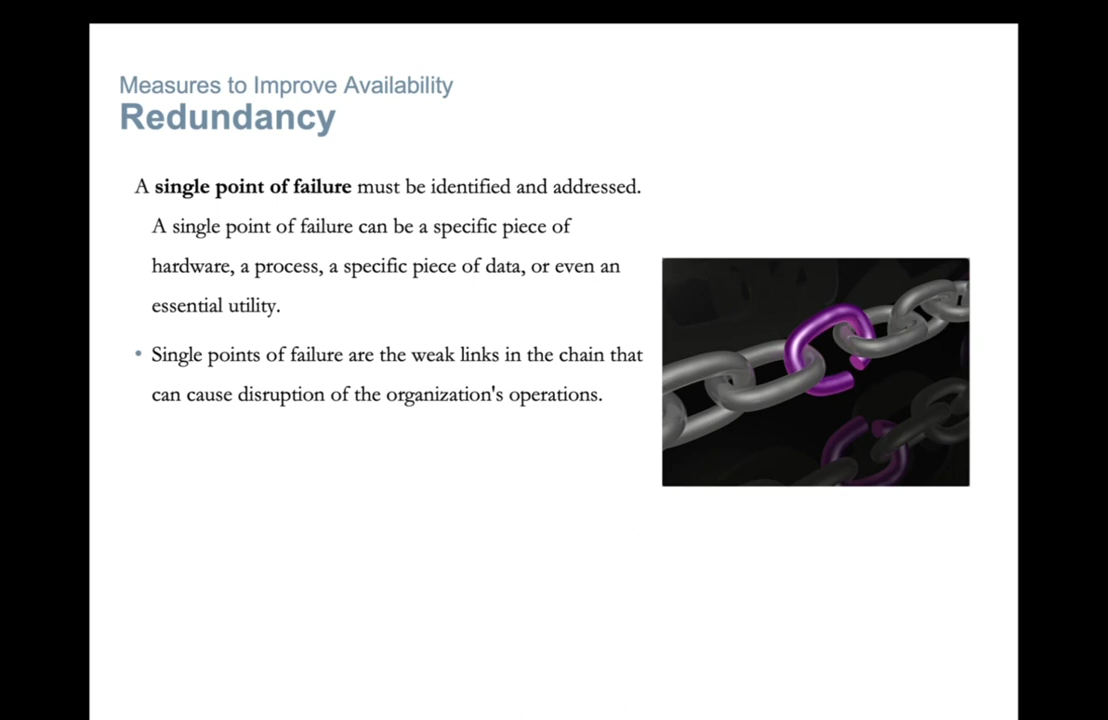 Measures to Improve Availability
Redundancy
A single point of failure must be identified and addressed.
A single point of failure can be a specific piece of
hardware, a process, a specific piece of data, or even an
essential utility.
• Single points of failure are the weak links in the chain that
can cause disruption of the organization's operations.